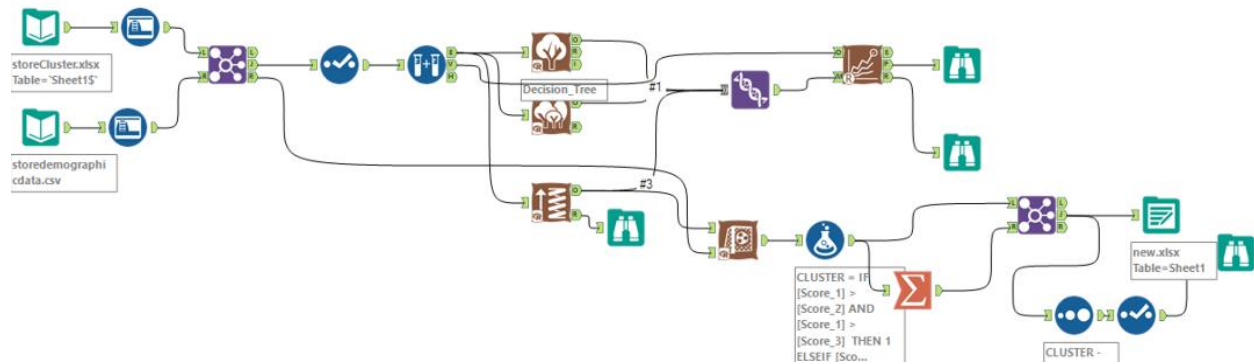 storeCluster.xlsx
Table=`Sheet1$`
storedemographi
cdata.csv
L
R
L
J
R
E
V
H
O
R
I
Decision_Tree
O
R
#1
O
R
#3
O
M
E
P
R
CLUSTER = IF
[Score_1] >
[Score_2] AND
[Score_1] >
[Score_3] THEN 1
ELSEIF [Sco...
L
R
L
J
R
new.xlsx
Table=Sheet1
CLUSTER -